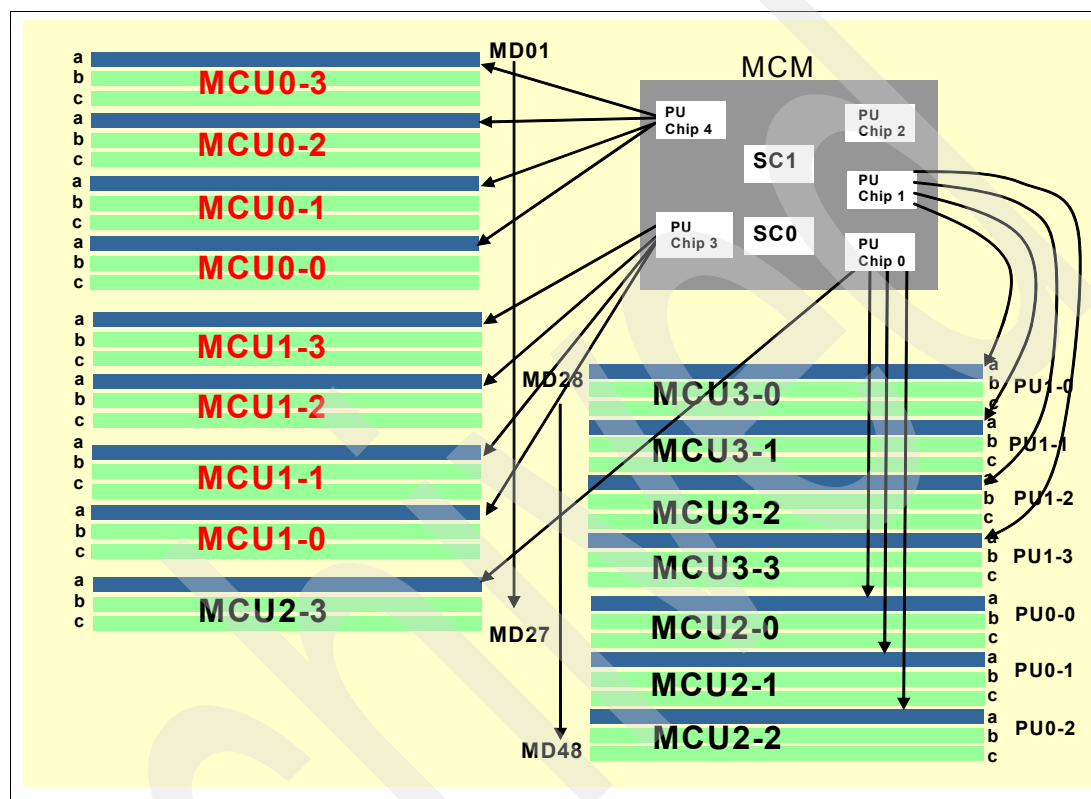 MD01
a
b
c
MCU0-3
a
b
c
MCU0-2
a
b
c
MCU0-1
a
b
c
MCU0-0
a
b
c
MCU1-3
a
b
c
MCU1-2
a
b
c
MCU1-1
a
b
c
MCU1-0
a
b
c
MCU2-3
MD27
MCM
PU
Chip 4
PU
Chip 2
SC1
PU
Chip 1
PU
Chip 3
SC0
PU
Chip 0
MD28
MCU3-0
a
b
c
PU1-0
MCU3-1
a
b
c
PU1-1
MCU3-2
a
b
c
PU1-2
MCU3-3
a
b
c
PU1-3
MCU2-0
a
b
c
PU0-0
MCU2-1
a
b
c
PU0-1
MCU2-2
a
b
c
PU0-2
MD48